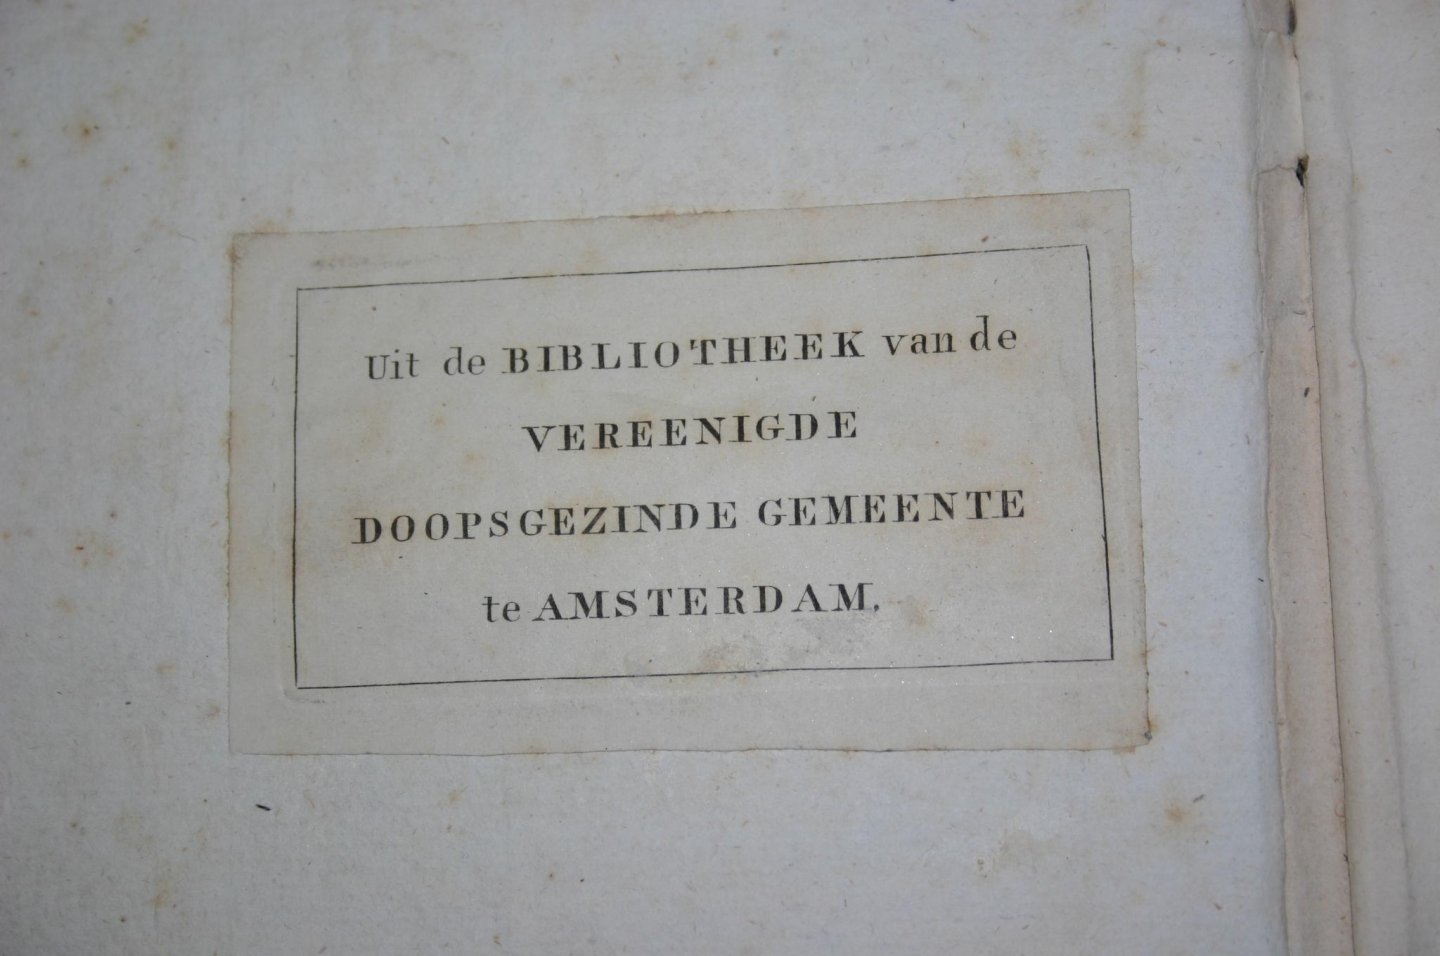 Uit de BIBLIOTHEEK van de
VEREENIGDE
DOOPSGEZINDE GEMEENTE
te AMSTERDAM.